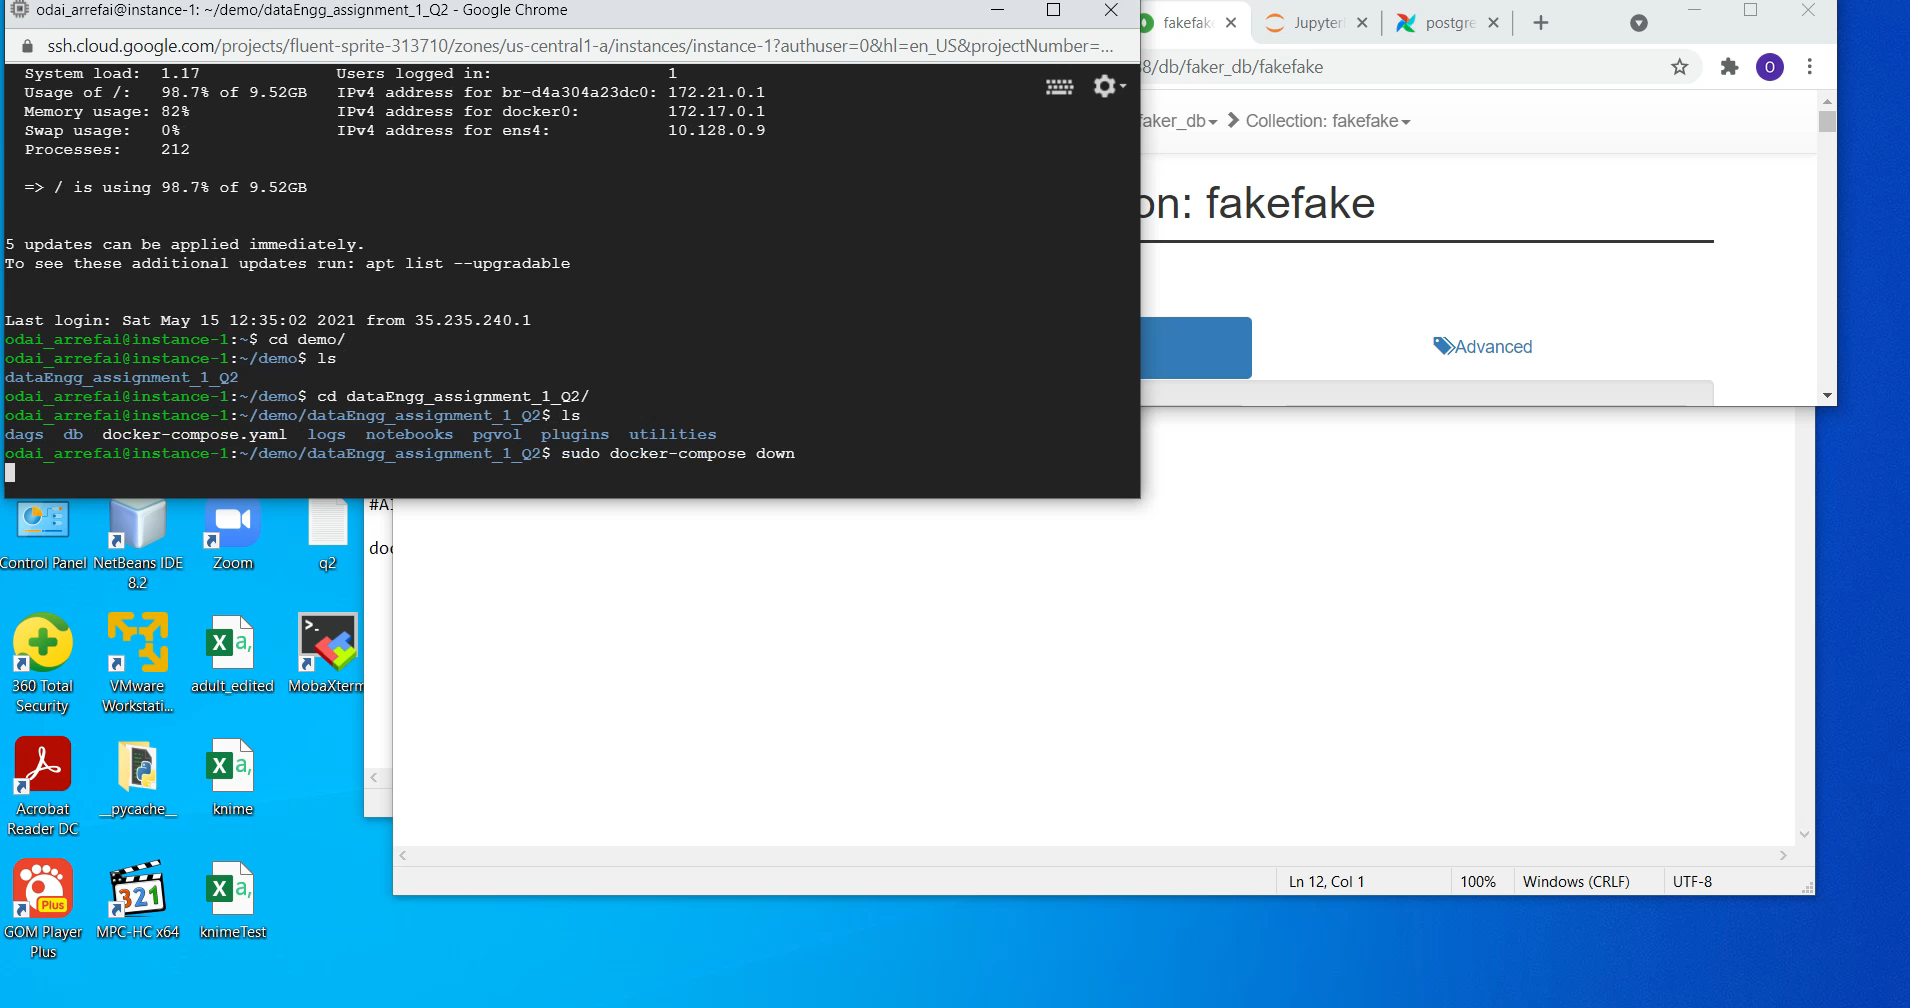 odai_arrefai@instance-1: ~/demo/dataEngg_assignment_1_Q2 - Google Chrome
ssh.cloud.google.com/projects/fluent-sprite-313710/zones/us-central1-a/instances/instance-1?authuser=0&hl=en_US&projectNumber=...
System load: 1.17 Users logged in: 1
Usage of /: 98.7% of 9.52GB IPv4 address for br-d4a304a23dc0: 172.21.0.1
Memory usage: 82% IPv4 address for docker0: 172.17.0.1
Swap usage: 0% IPv4 address for ens4: 10.128.0.9
Processes: 212
=> / is using 98.7% of 9.52GB
5 updates can be applied immediately.
To see these additional updates run: apt list --upgradable
Last login: Sat May 15 12:35:02 2021 from 35.235.240.1
odai_arrefai@instance-1:~$ cd demo/
odai_arrefai@instance-1:~/demo$ ls
dataEngg_assignment_1_Q2
odai_arrefai@instance-1:~/demo$ cd dataEngg_assignment_1_Q2/
odai_arrefai@instance-1:~/demo/dataEngg_assignment_1_Q2$ ls
dags db docker-compose.yaml logs notebooks pgvol plugins utilities
odai_arrefai@instance-1:~/demo/dataEngg_assignment_1_Q2$ sudo docker-compose down
fakefak
Jupyter
postgre
O
8/db/faker_db/fakefake
faker_db
Collection: fakefake
on: fakefake
Advanced
#A
doc
Control Panel
NetBeans IDE
8.2
Zoom
q2
360 Total
Security
VMware
Workstati...
adult_edited
MobaXterm
Acrobat
Reader DC
__pycache__
knime
GOM Player
Plus
MPC-HC x64
knimeTest
Plus
321
Ln 12, Col 1
100%
Windows (CRLF)
UTF-8